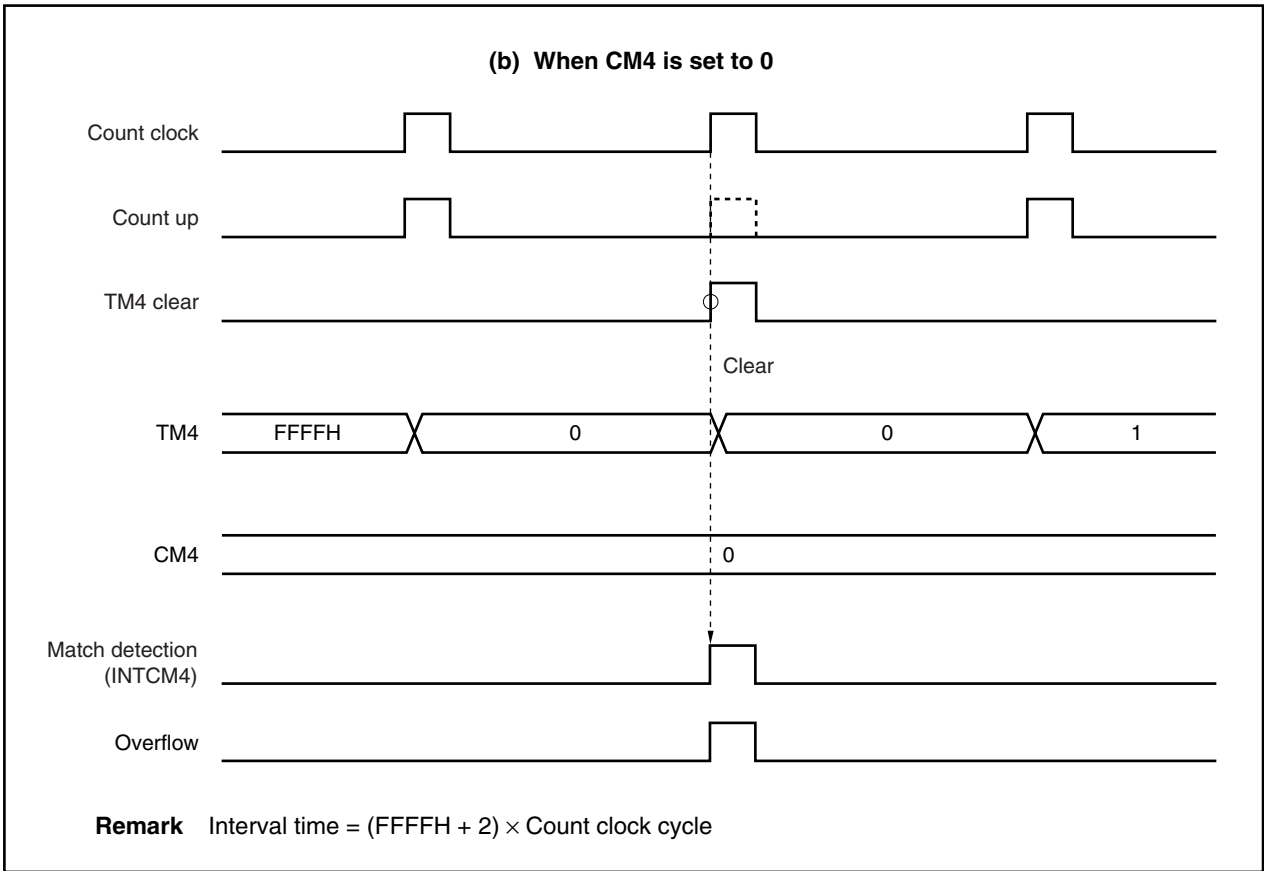 (b) When CM4 is set to 0
Count clock
Count up
TM4 clear
Clear
TM4 FFFFH 0 0 1
CM4 0
Match detection
(INTCM4)
Overflow
Remark Interval time = (FFFFH + 2) × Count clock cycle